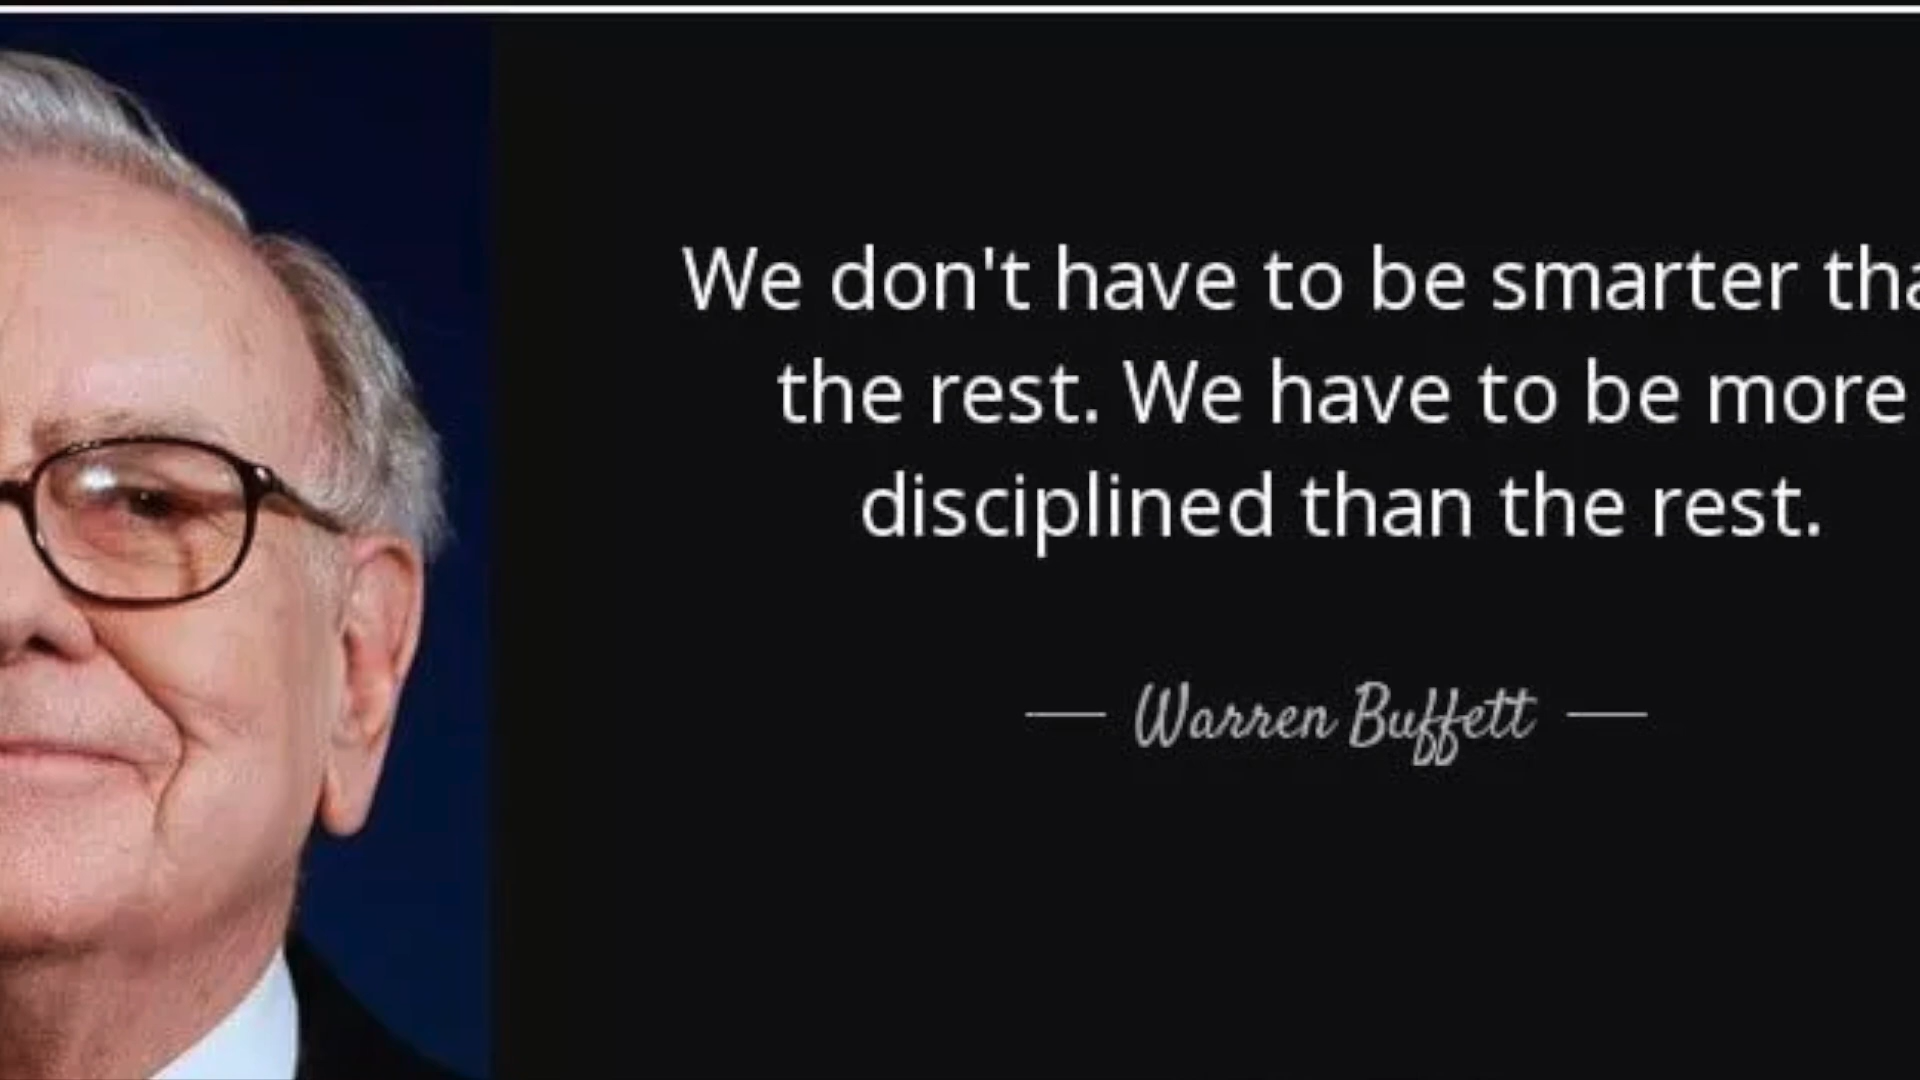 We don't have to be smarter tha
the rest. We have to be more
disciplined than the rest.
Warren Buffett